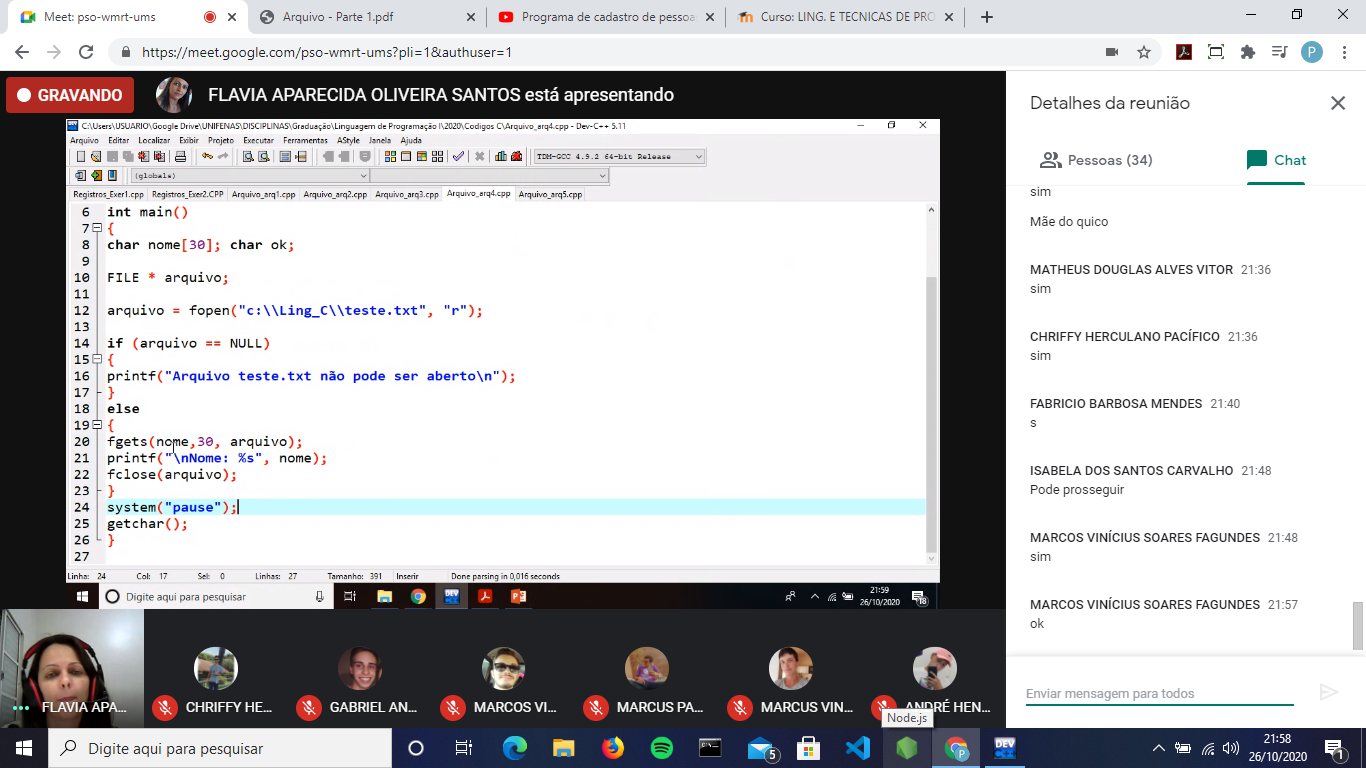 Meet: pso-wmrt-ums
Arquivo - Parte 1.pdf
Programa de cadastro de pessoa
Curso: LING. E TECNICAS DE PRO
https://meet.google.com/pso-wmrt-ums?pli=1&authuser=1
P
GRAVANDO
FLAVIA APARECIDA OLIVEIRA SANTOS está apresentando
C:\Users\USUARIO\Google Drive\UNIFENAS\DISCIPLINAS\Graduação\Linguagem de Programação I\2020\Codigos C\Arquivo_arq4.cpp - Dev-C++ 5.11
Arquivo Editar Localizar Exibir Projeto Executar Ferramentas AStyle Janela Ajuda
TDM-GCC 4.9.2 64-bit Release
(globals)
Registros_Exer1.cpp Registros_Exer2.CPP Arquivo_arq1.cpp Arquivo_arq2.cpp Arquivo_arq3.cpp Arquivo_arq4.cpp Arquivo_arq5.cpp
6 int main()
7 {
8 char nome[30]; char ok;
9
10 FILE * arquivo;
11
12 arquivo = fopen("c:\\Ling_C\\teste.txt", "r");
13
14 if (arquivo == NULL)
15 {
16 printf("Arquivo teste.txt não pode ser aberto\n");
17 }
18 else
19 {
20 fgets(nome,30, arquivo);
21 printf("\nNome: %s", nome);
22 fclose(arquivo);
23 }
24 system("pause");
25 getchar();
26 }
27
Linha: 24 Col: 17 Sel: 0 Linhas: 27 Tamanho: 391 Inserir Done parsing in 0,016 seconds
Digite aqui para pesquisar
21:59
26/10/2020
18
FLAVIA APA...
CHRIFFY HE...
GABRIEL AN...
MARCOS VI...
MARCUS PA...
MARCUS VIN...
ANDRÉ HEN...
Node.js
Detalhes da reunião
Pessoas (34)
Chat
sim
Mãe do quico
MATHEUS DOUGLAS ALVES VITOR 21:36
sim
CHRIFFY HERCULANO PACÍFICO 21:36
sim
FABRICIO BARBOSA MENDES 21:40
s
ISABELA DOS SANTOS CARVALHO 21:48
Pode prosseguir
MARCOS VINÍCIUS SOARES FAGUNDES 21:48
sim
MARCOS VINÍCIUS SOARES FAGUNDES 21:57
ok
Enviar mensagem para todos
Digite aqui para pesquisar
5
P
DEV
C++
21:58
26/10/2020
1